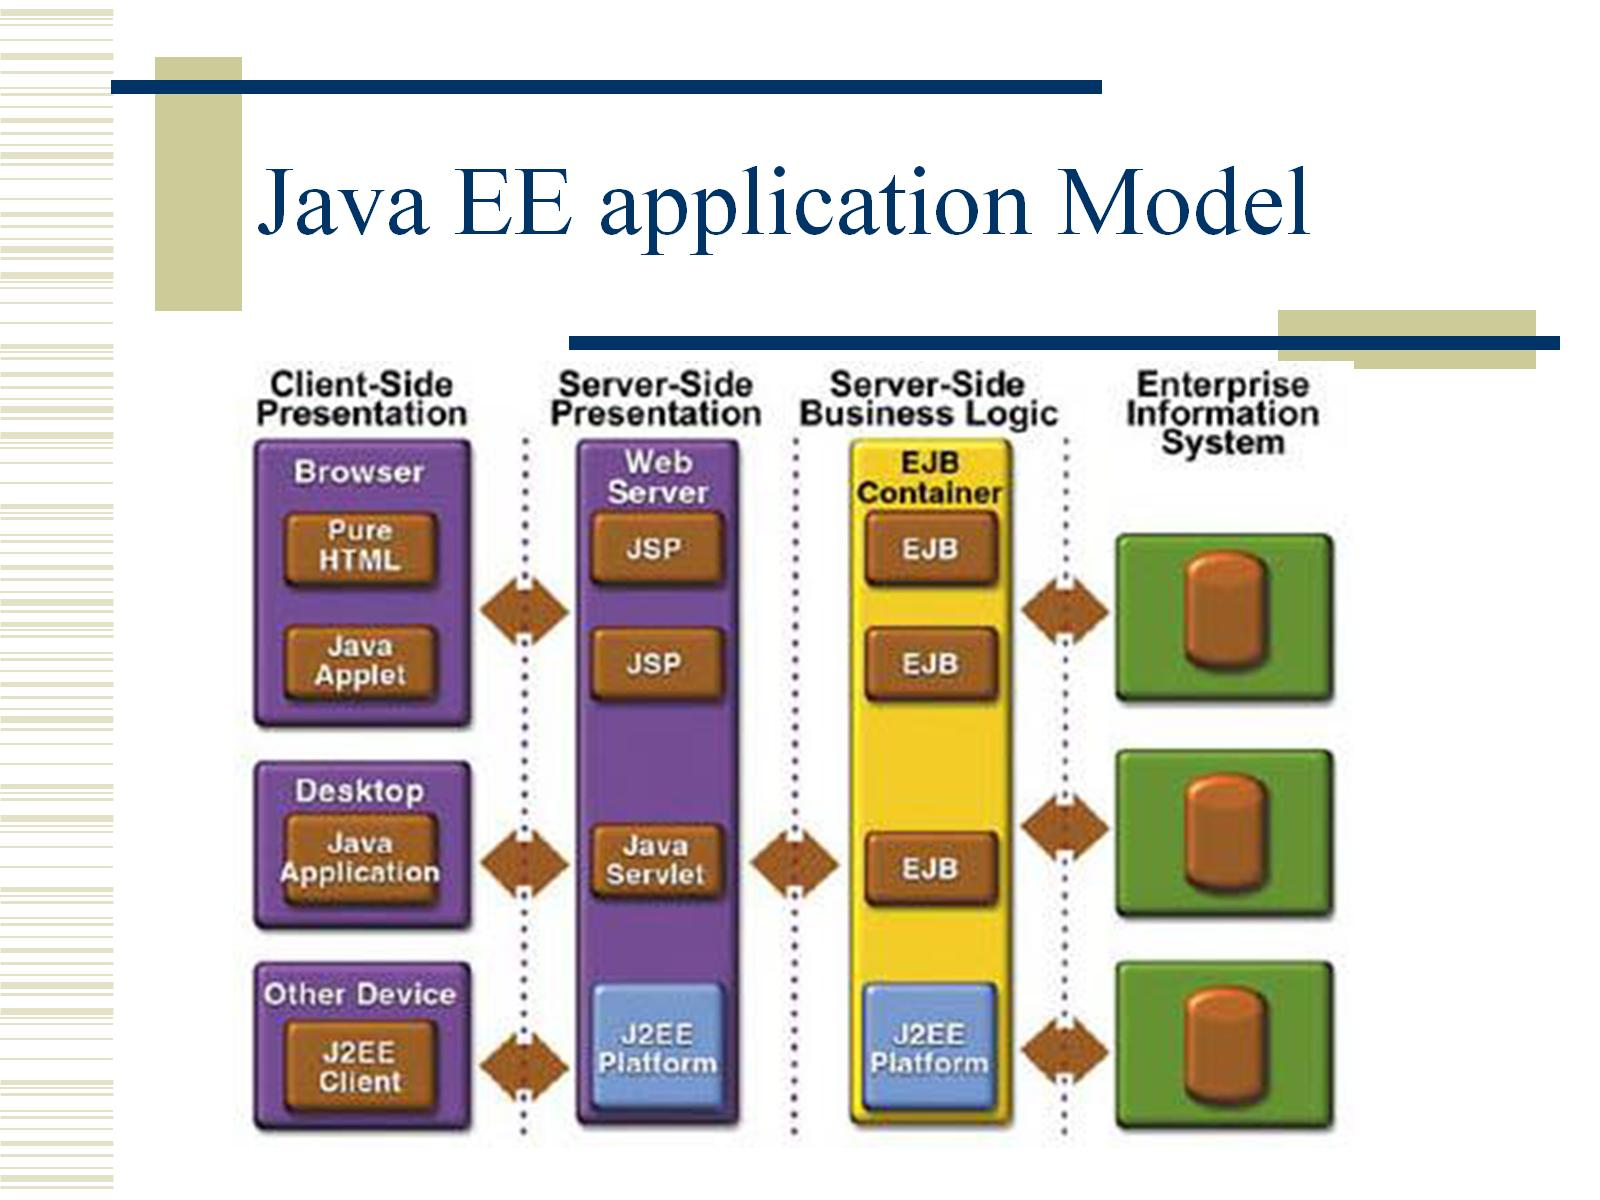 Java EE application Model
Client-Side
Presentation
Server-Side
Presentation
Server-Side
Business Logic
Enterprise
Information
System
Browser
Pure
HTML
Java
Applet
Desktop
Java
Application
Other Device
J2EE
Client
Web
Server
JSP
JSP
Java
Servlet
J2EE
Platform
EJB
Container
EJB
EJB
EJB
J2EE
Platform